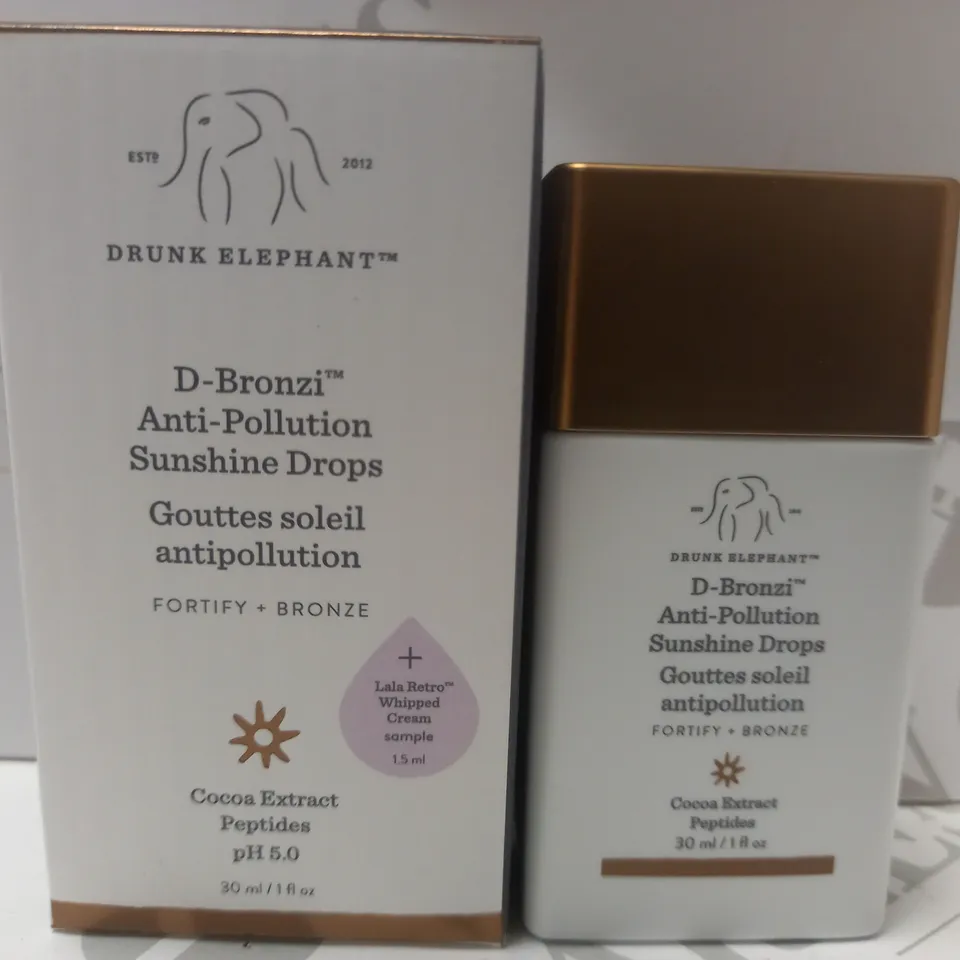 ESTD 2012
DRUNK ELEPHANT™
D-Bronzi™
Anti-Pollution
Sunshine Drops
Gouttes soleil
antipollution
FORTIFY + BRONZE
+
Lala Retro™
Whipped
Cream
sample
1.5 ml
Cocoa Extract
Peptides
pH 5.0
30 ml / 1 fl oz
DRUNK ELEPHANT™
D-Bronzi™
Anti-Pollution
Sunshine Drops
Gouttes soleil
antipollution
FORTIFY + BRONZE
Cocoa Extract
Peptides
30 ml / 1 fl oz